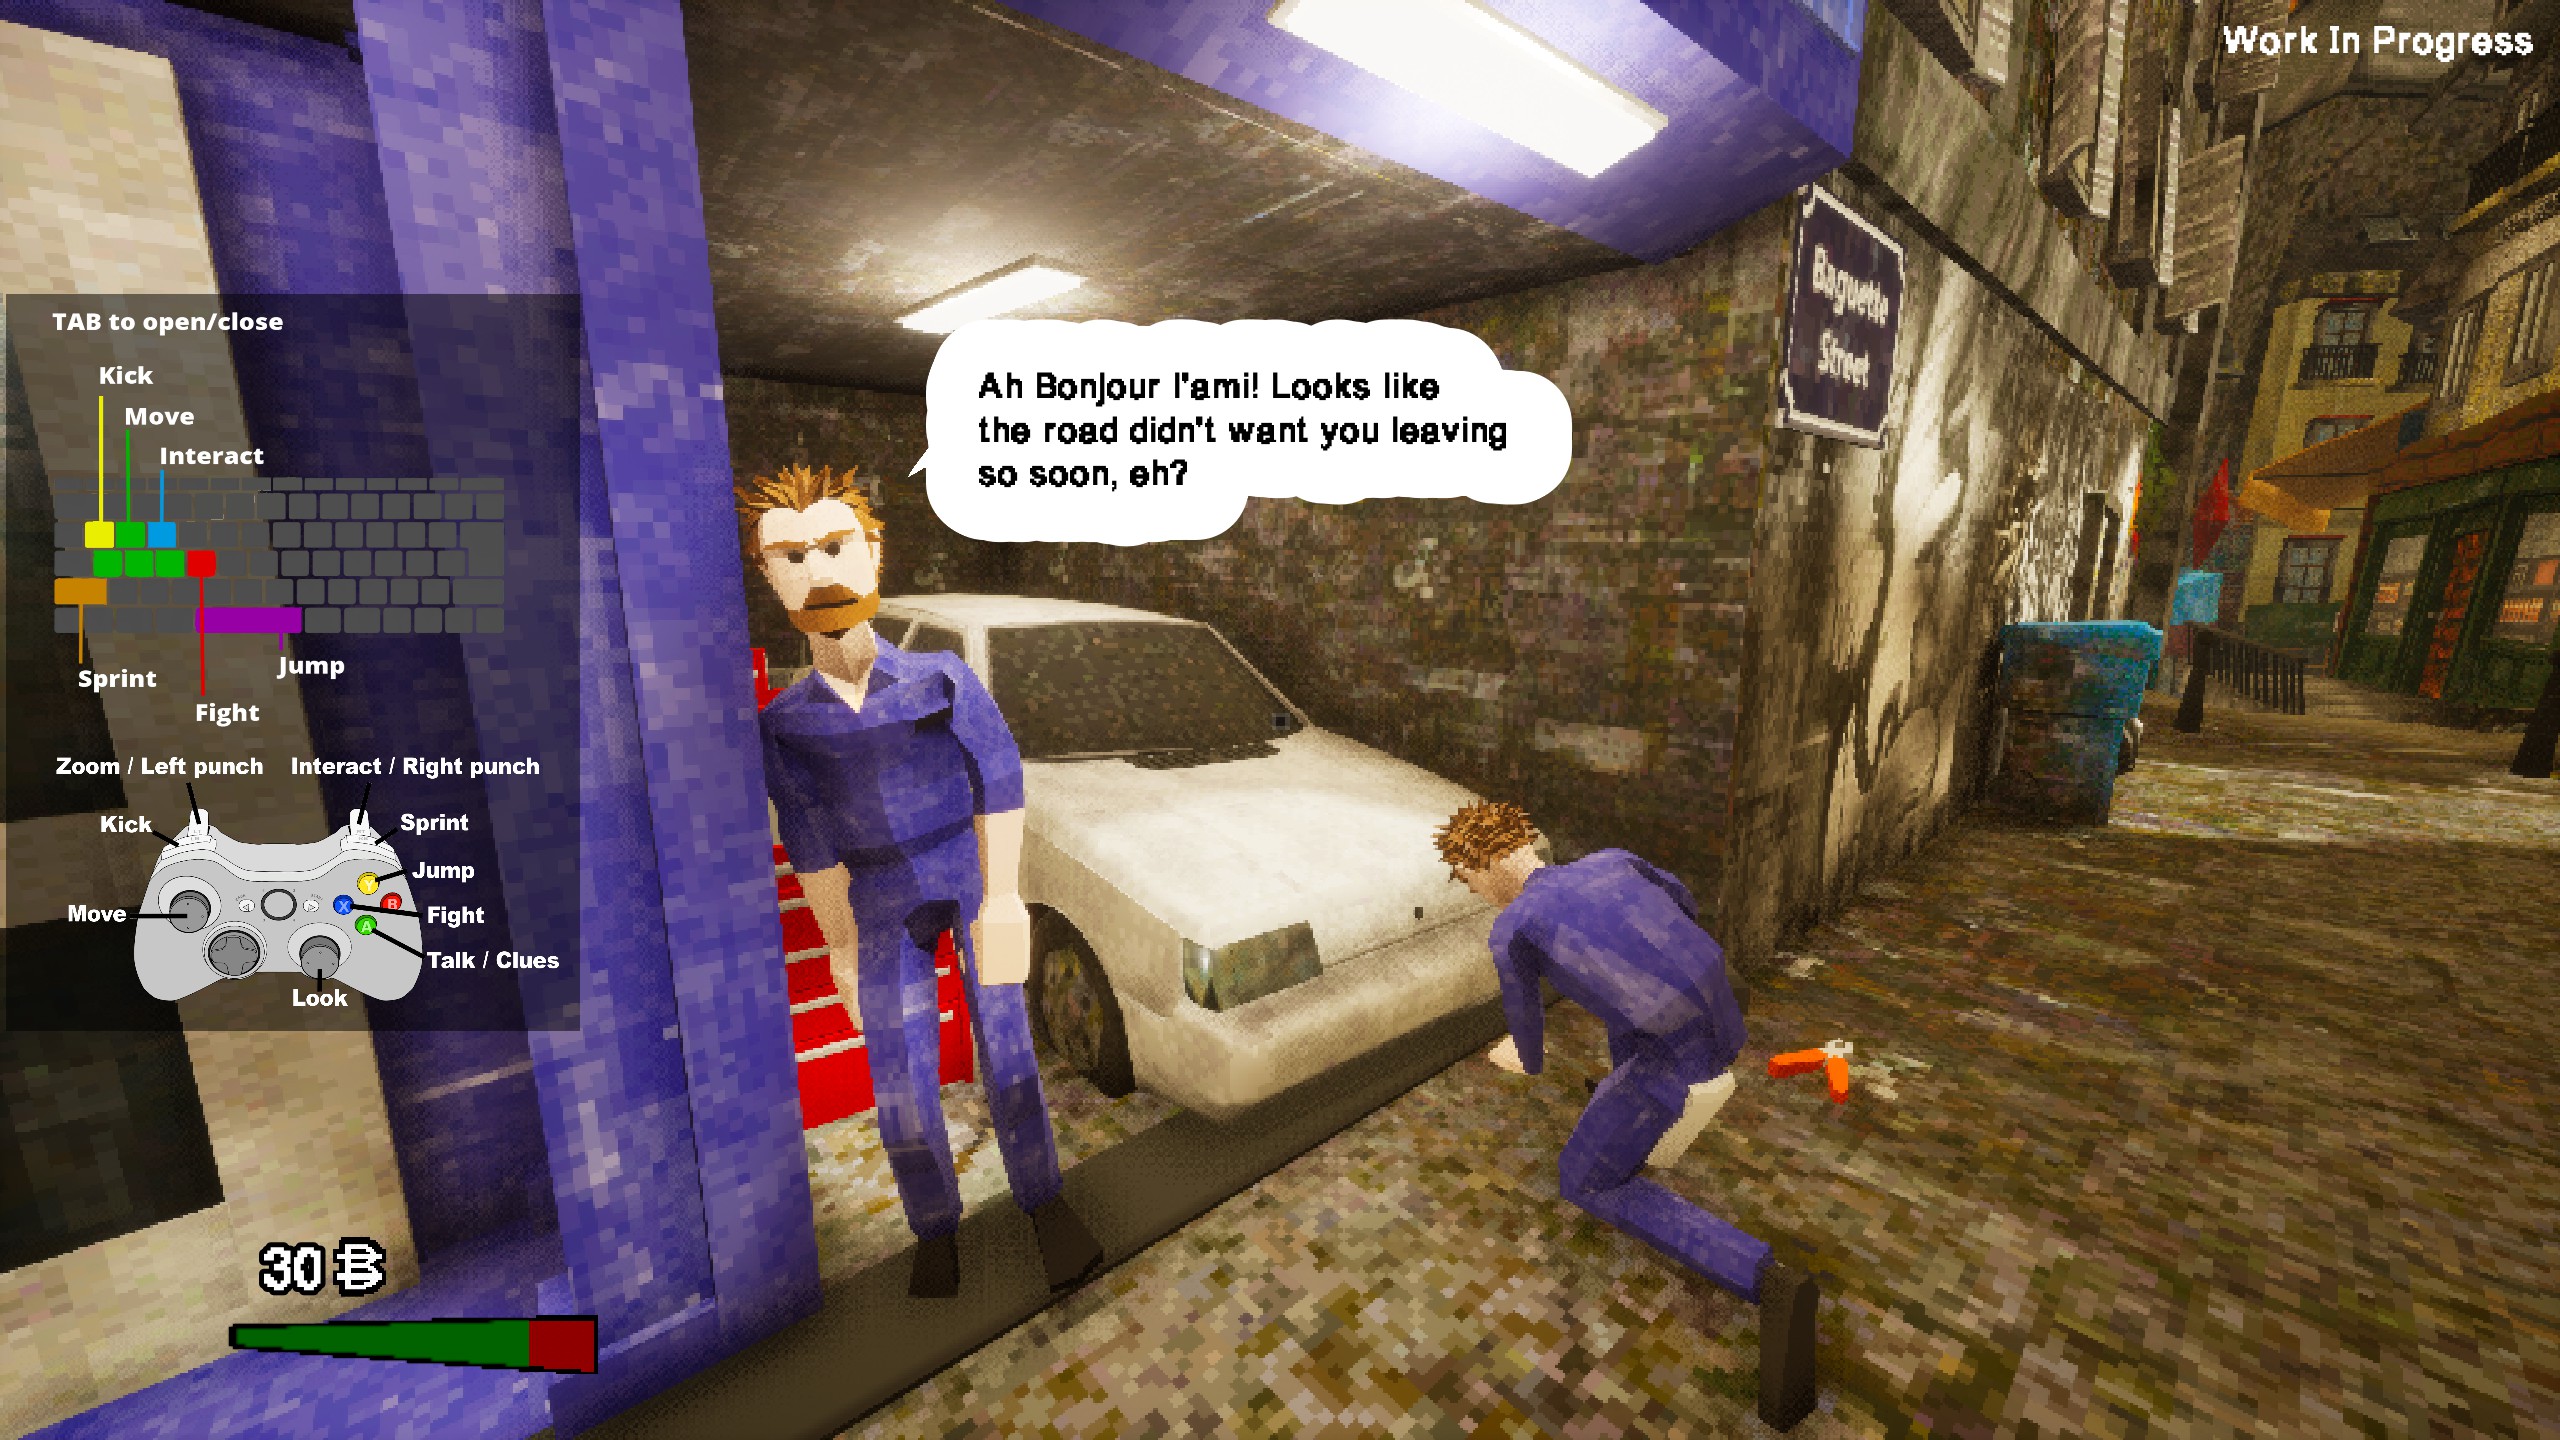 Work In Progress
TAB to open/close
Kick
Move
Interact
Sprint
Jump
Fight
Zoom / Left punch
Interact / Right punch
Kick
Sprint
Jump
Move
Fight
Talk / Clues
Look
Y
X
B
A
Ah Bonjour l'ami! Looks like
the road didn't want you leaving
so soon, eh?
Baguette
Street
30 B